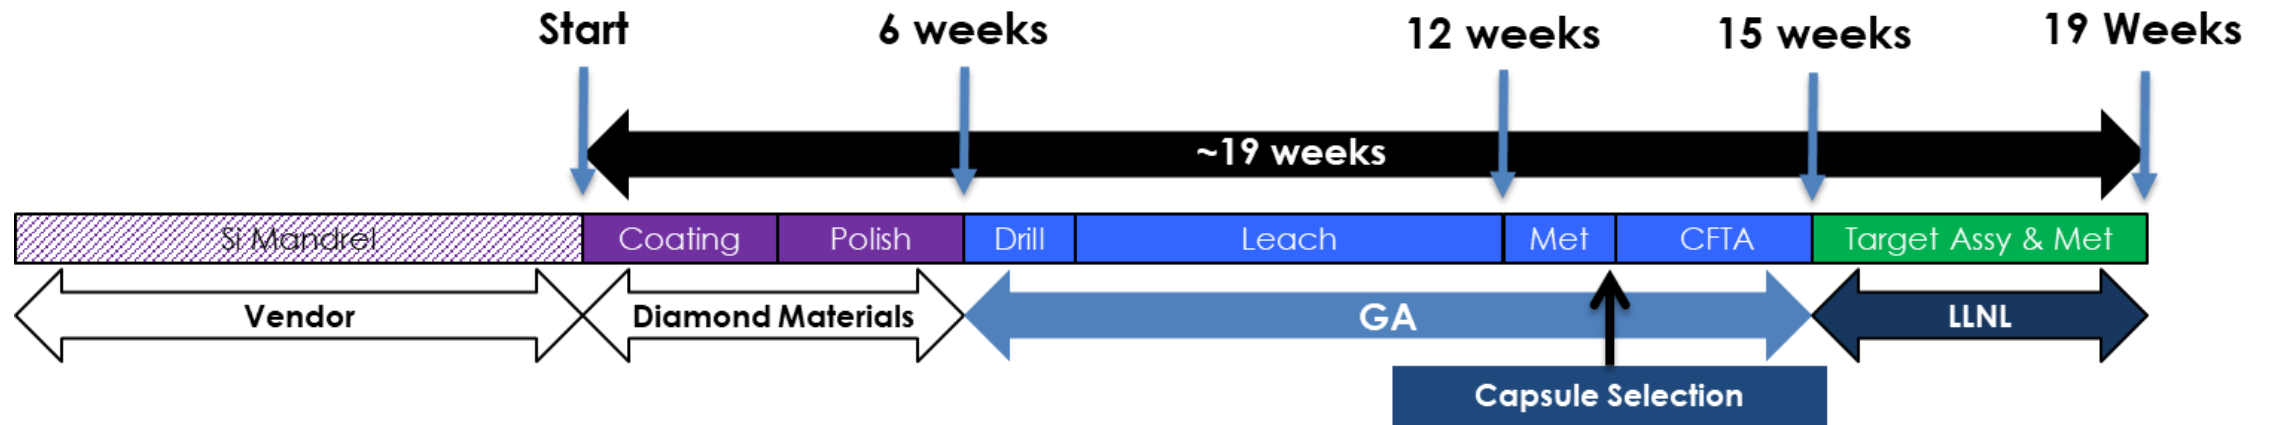 Start
6 weeks
12 weeks
15 weeks
19 Weeks
~19 weeks
Si Mandrel
Coating
Polish
Drill
Leach
Met
CFTA
Target Assy & Met
Vendor
Diamond Materials
GA
LLNL
Capsule Selection